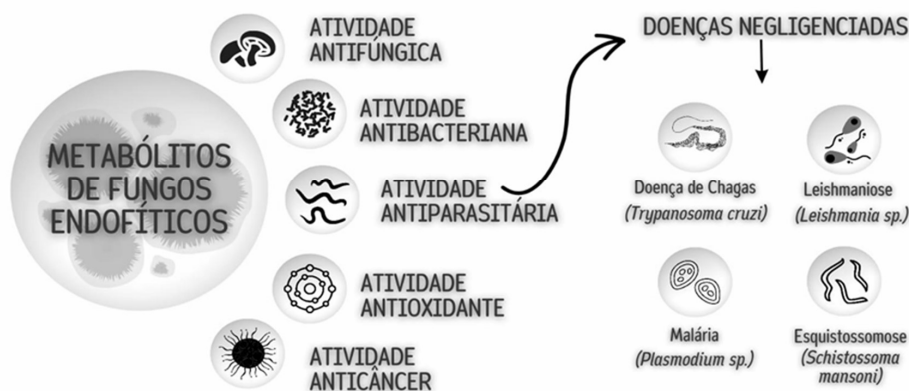 METABÓLITOS
DE FUNGOS
ENDOFÍTICOS
ATIVIDADE
ANTIFÚNGICA
ATIVIDADE
ANTIBACTERIANA
ATIVIDADE
ANTIPARASITÁRIA
ATIVIDADE
ANTIOXIDANTE
ATIVIDADE
ANTICÂNCER
DOENÇAS NEGLIGENCIADAS
Doença de Chagas
(Trypanosoma cruzi)
Leishmaniose
(Leishmania sp.)
Malária
(Plasmodium sp.)
Esquistossomose
(Schistossoma
mansoni)